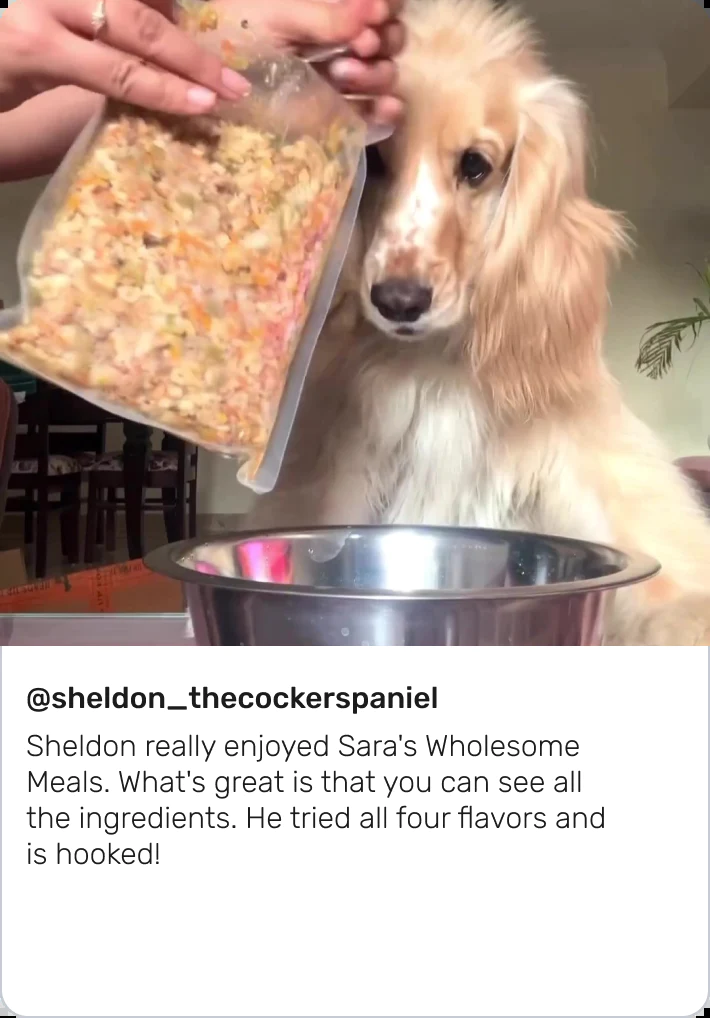 @sheldon_thecockerspaniel
Sheldon really enjoyed Sara's Wholesome
Meals. What's great is that you can see all
the ingredients. He tried all four flavors and
is hooked!